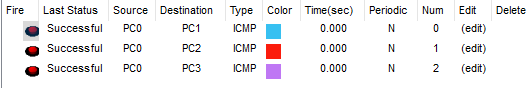 Fire Last Status Source Destination Type Color Time(sec) Periodic Num Edit Delete
Successful PC0 PC1 ICMP 0.000 N 0 (edit)
Successful PC0 PC2 ICMP 0.000 N 1 (edit)
Successful PC0 PC3 ICMP 0.000 N 2 (edit)